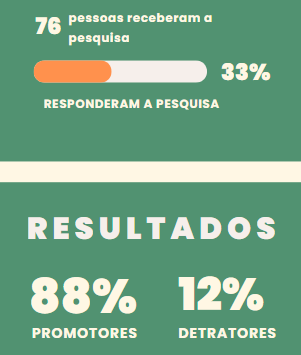 76 pessoas receberam a
pesquisa
33%
RESPONDERAM A PESQUISA
RESULTADOS
88% 12%
PROMOTORES DETRATORES